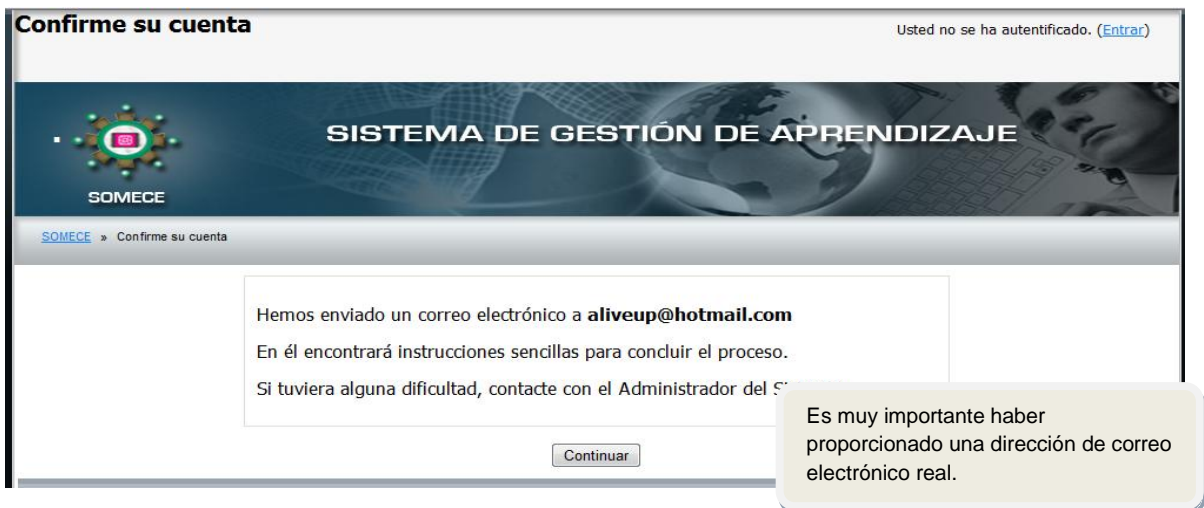 Confirme su cuenta
Usted no se ha autentificado. (Entrar)
SISTEMA DE GESTIÓN DE APRENDIZAJE
SOMECE
SOMECE » Confirme su cuenta
Hemos enviado un correo electrónico a aliveup@hotmail.com
En él encontrará instrucciones sencillas para concluir el proceso.
Si tuviera alguna dificultad, contacte con el Administrador del
Continuar
Es muy importante haber
proporcionado una dirección de correo
electrónico real.